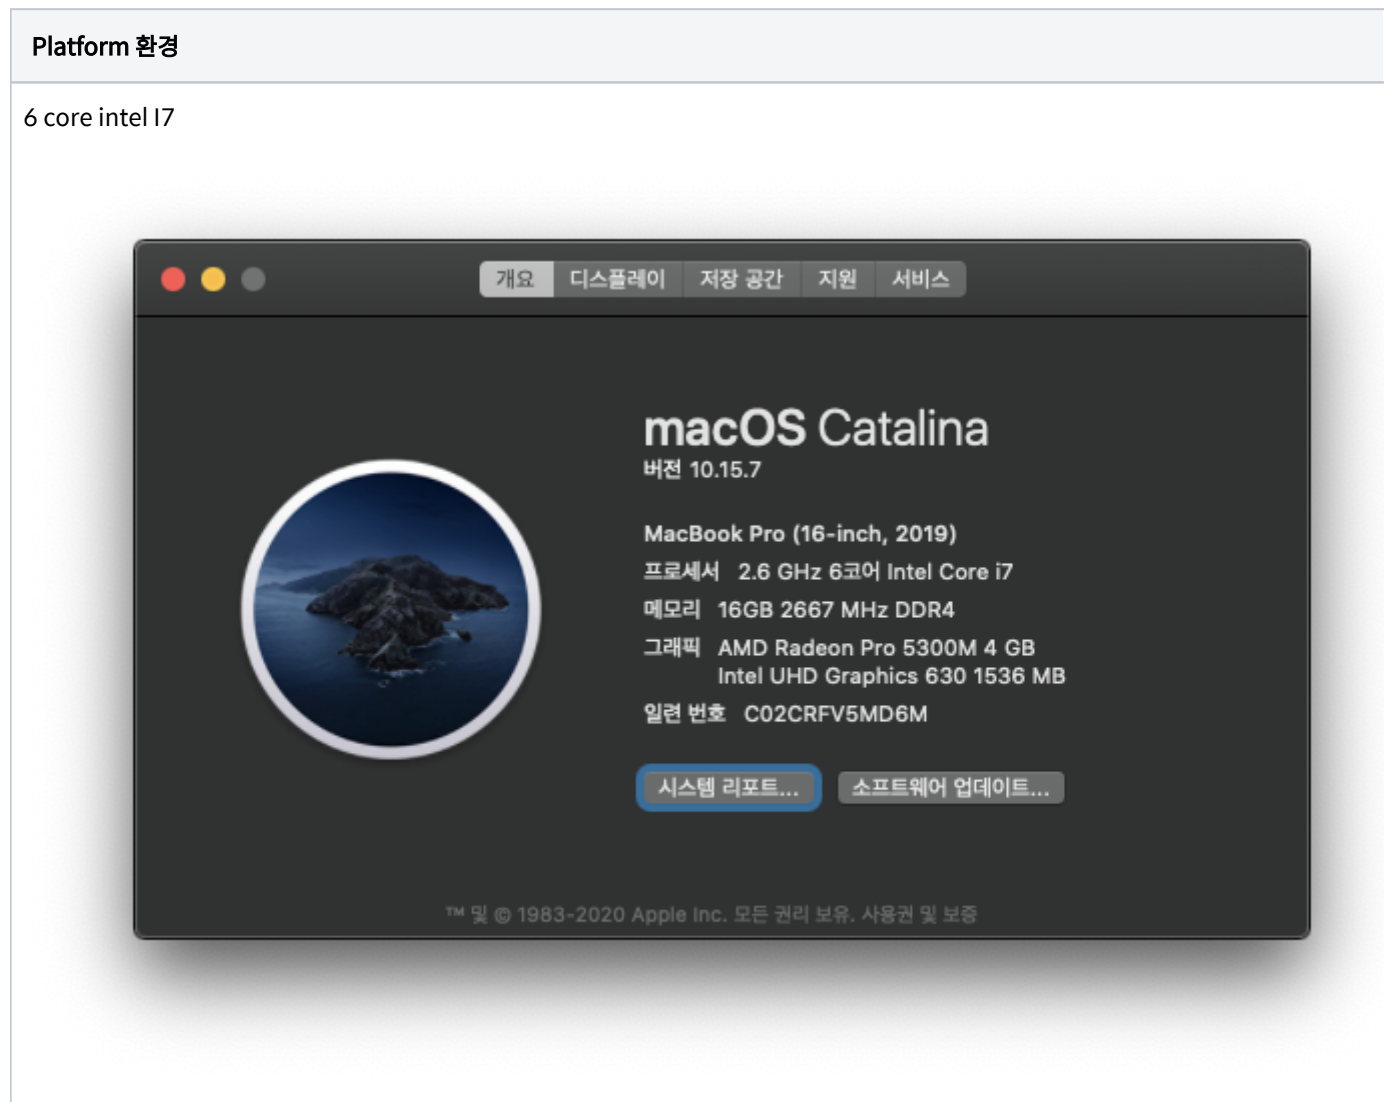 Platform 환경
6 core intel I7
개요 디스플레이 저장 공간 지원 서비스
macOS Catalina
버전 10.15.7
MacBook Pro (16-inch, 2019)
프로세서 2.6 GHz 6코어 Intel Core i7
메모리 16GB 2667 MHz DDR4
그래픽 AMD Radeon Pro 5300M 4 GB
Intel UHD Graphics 630 1536 MB
일련 번호 C02CRFV5MD6M
시스템 리포트... 소프트웨어 업데이트...
™ 및 © 1983-2020 Apple Inc. 모든 권리 보유. 사용권 및 보증